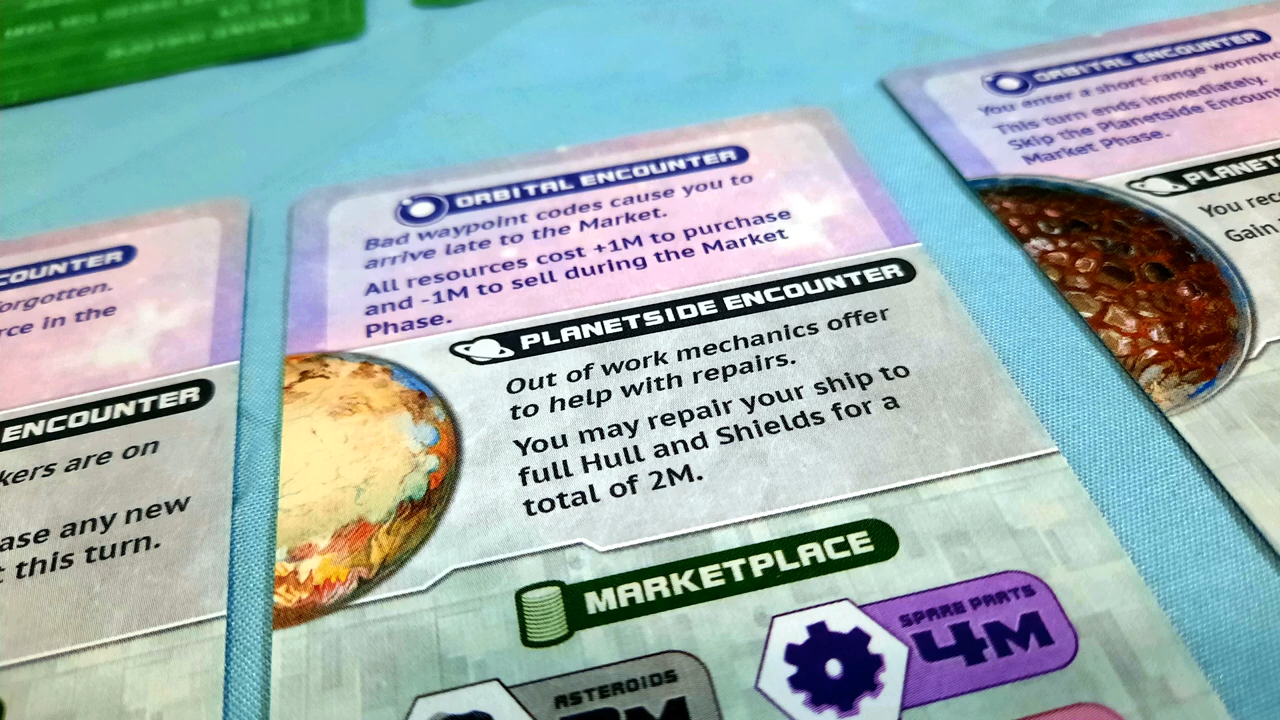 COUNTER
forgotten.
rce in the
ENCOUNTER
kers are on
ase any new
t this turn.
ORBITAL ENCOUNTER
Bad waypoint codes cause you to
arrive late to the Market.
All resources cost +1M to purchase
and -1M to sell during the Market
Phase.
PLANETSIDE ENCOUNTER
Out of work mechanics offer
to help with repairs.
You may repair your ship to
full Hull and Shields for a
total of 2M.
MARKETPLACE
SPARE PARTS
4M
ASTEROIDS
ORBITAL ENCOUNTER
You enter a short-range wormho
This turn ends immediately.
Skip the Planetside Encoun
Market Phase.
PLANETS
You rec
Gain